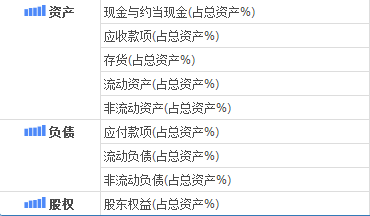 资产 现金与约当现金(占总资产%)
应收款项(占总资产%)
存货(占总资产%)
流动资产(占总资产%)
非流动资产(占总资产%)
负债 应付款项(占总资产%)
流动负债(占总资产%)
非流动负债(占总资产%)
股权 股东权益(占总资产%)